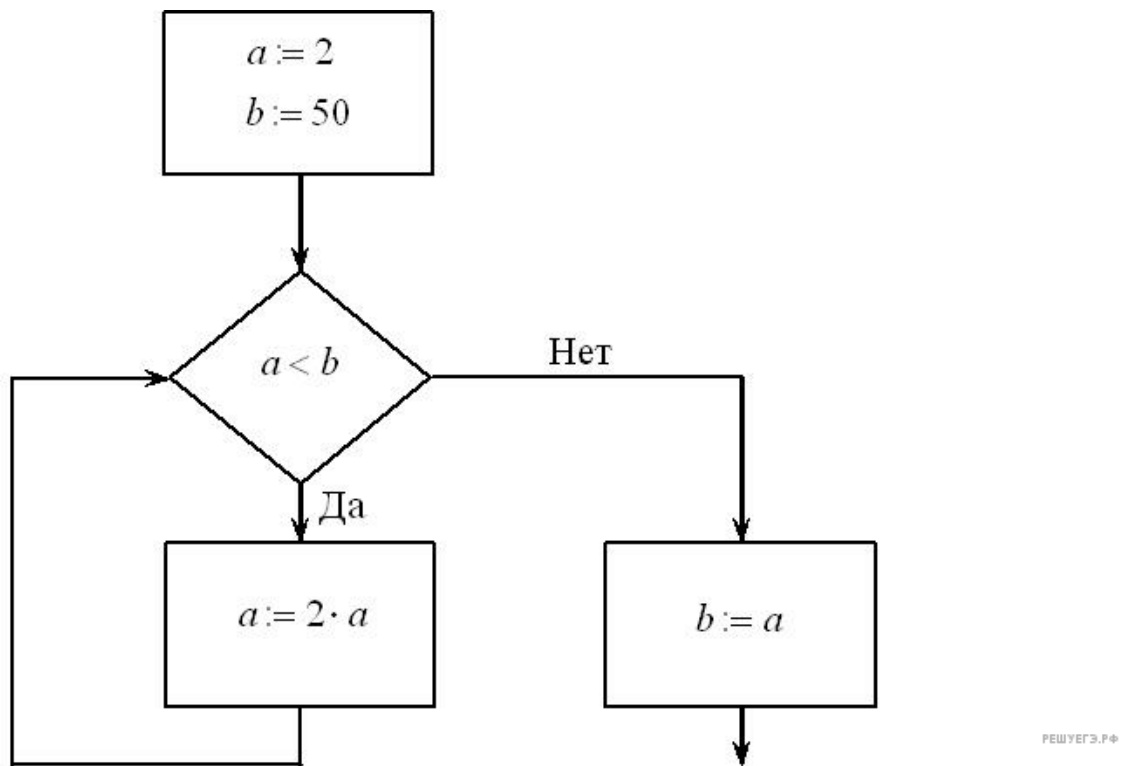 a := 2
b := 50
a < b
Нет
Да
a := 2 · a
b := a
РЕШУЕГЭ.РФ